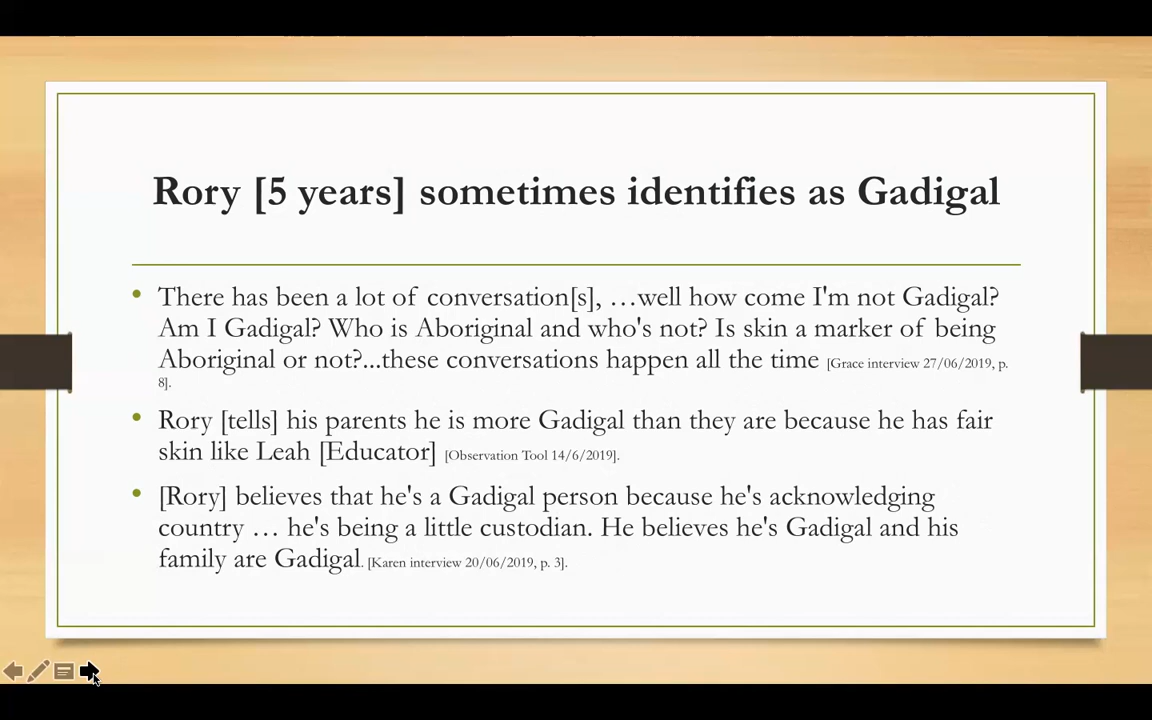 Rory [5 years] sometimes identifies as Gadigal
There has been a lot of conversation[s], …well how come I'm not Gadigal?
Am I Gadigal? Who is Aboriginal and who's not? Is skin a marker of being
Aboriginal or not?...these conversations happen all the time [Grace interview 27/06/2019, p.
8].
Rory [tells] his parents he is more Gadigal than they are because he has fair
skin like Leah [Educator] [Observation Tool 14/6/2019].
[Rory] believes that he's a Gadigal person because he's acknowledging
country … he's being a little custodian. He believes he's Gadigal and his
family are Gadigal. [Karen interview 20/06/2019, p. 3].